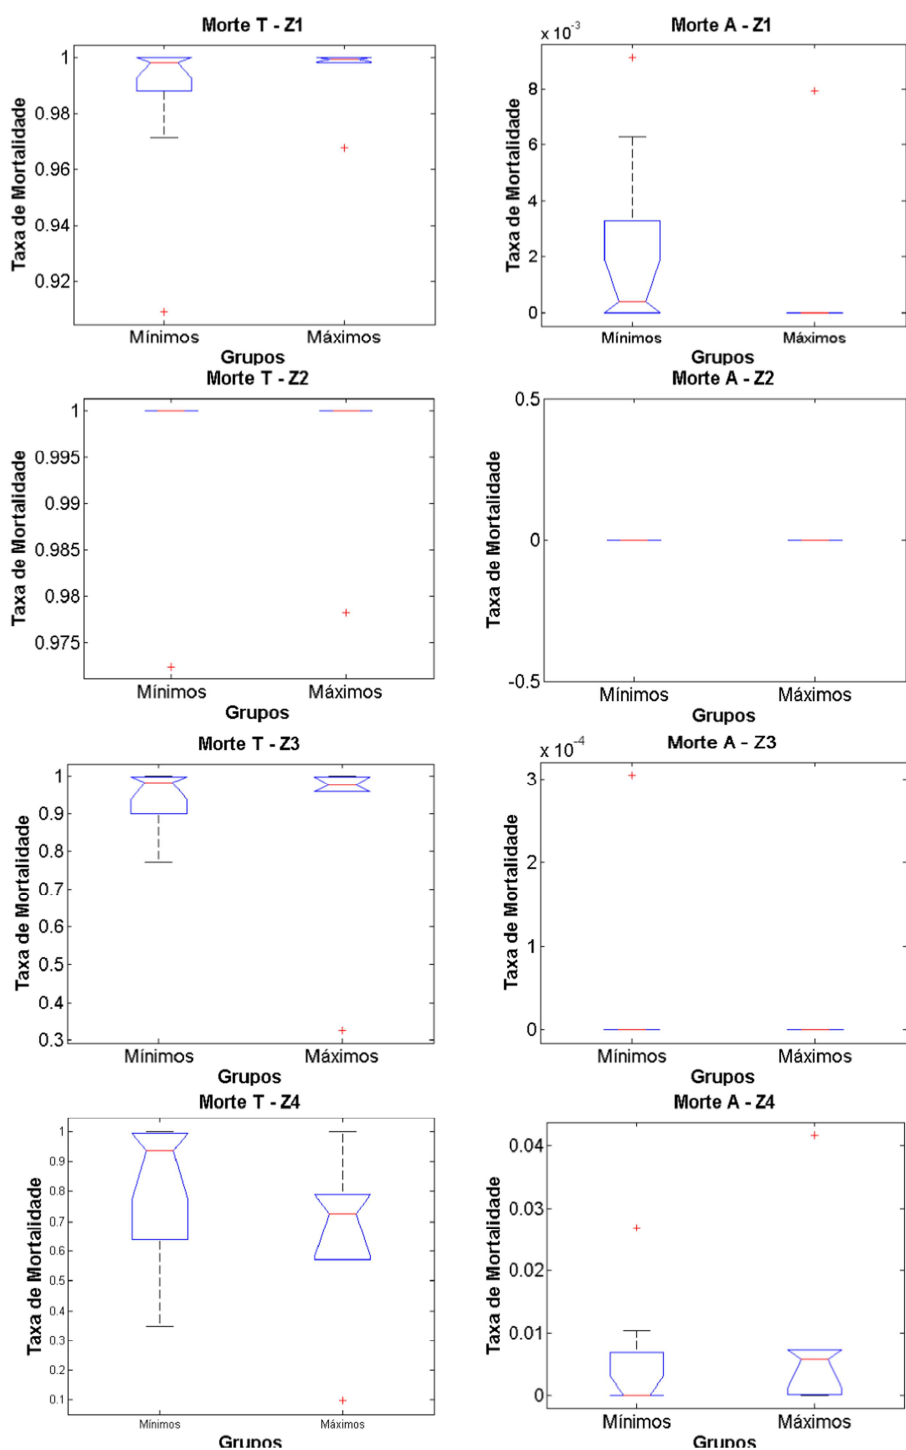 Morte T - Z1
Taxa de Mortalidade
1
0.98
0.96
0.94
0.92
Mínimos Máximos
Grupos
Morte A - Z1
x 10⁻³
Taxa de Mortalidade
8
6
4
2
0
Mínimos Máximos
Grupos
Morte T - Z2
Taxa de Mortalidade
1
0.995
0.99
0.985
0.98
0.975
Mínimos Máximos
Grupos
Morte A - Z2
Taxa de Mortalidade
0.5
0
-0.5
Mínimos Máximos
Grupos
Morte T - Z3
Taxa de Mortalidade
1
0.9
0.8
0.7
0.6
0.5
0.4
0.3
Mínimos Máximos
Grupos
Morte A - Z3
x 10⁻⁴
Taxa de Mortalidade
3
2
1
0
Mínimos Máximos
Grupos
Morte T - Z4
Taxa de Mortalidade
1
0.9
0.8
0.7
0.6
0.5
0.4
0.3
0.2
0.1
Mínimos Máximos
Grupos
Morte A - Z4
Taxa de Mortalidade
0.04
0.03
0.02
0.01
0
Mínimos Máximos
Grupos